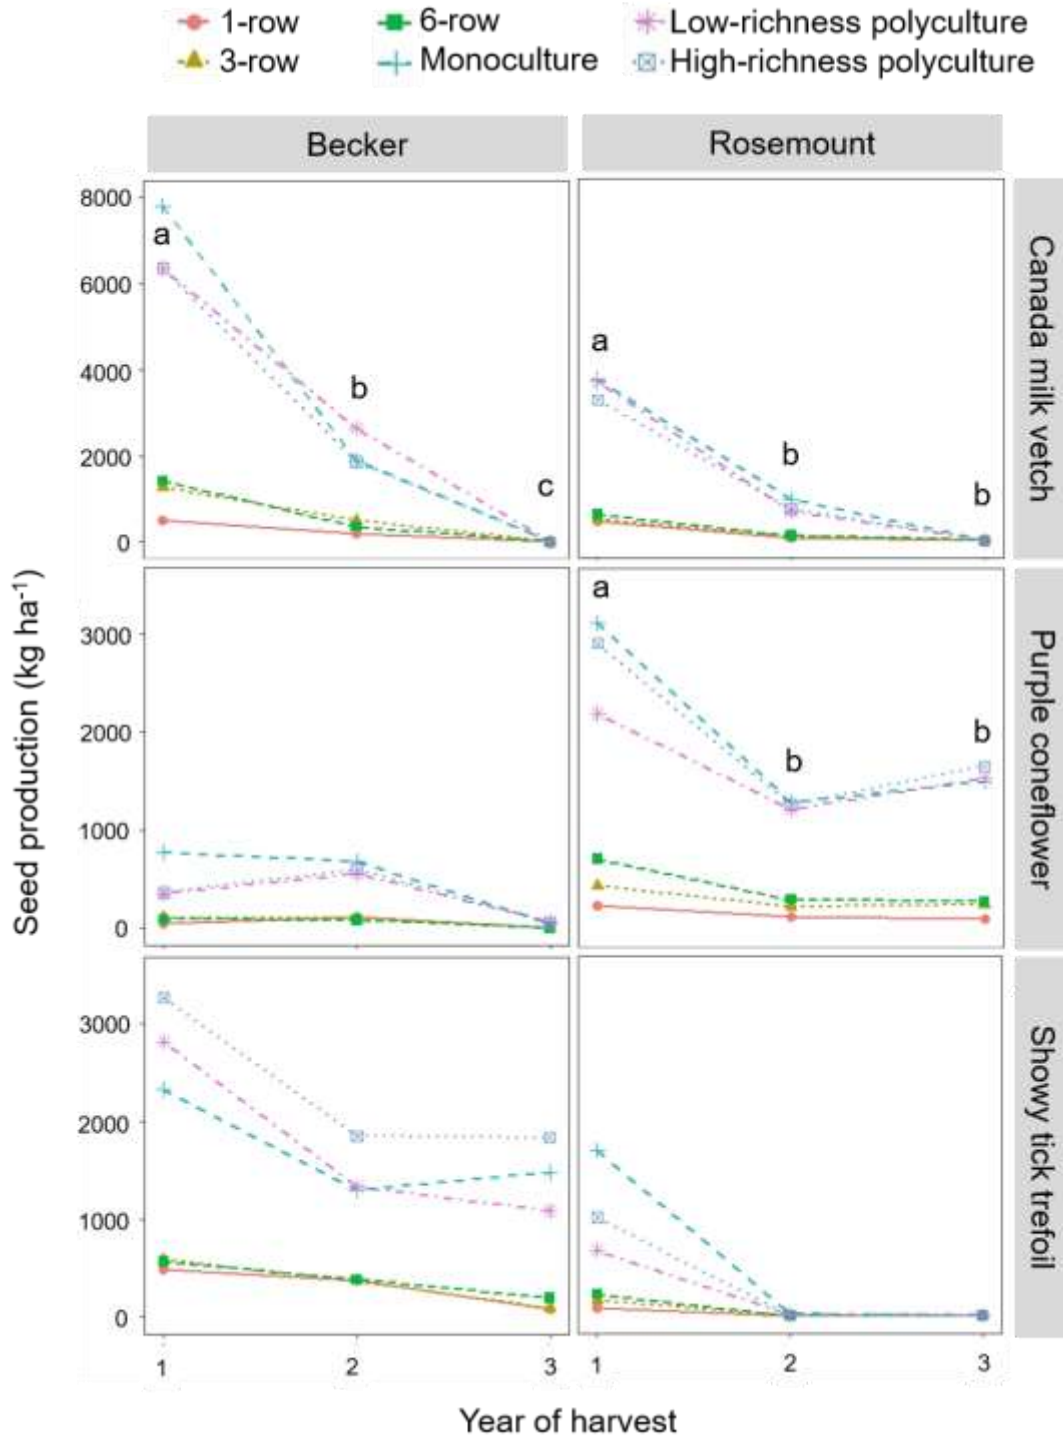 1-row
6-row
Low-richness polyculture
3-row
Monoculture
High-richness polyculture
Becker
Rosemount
8000
6000
4000
2000
0
a
b
c
a
b
b
Canada milk vetch
3000
2000
1000
0
a
b
b
Purple coneflower
3000
2000
1000
0
Showy tick trefoil
1
2
3
1
2
3
Seed production (kg ha⁻¹)
Year of harvest